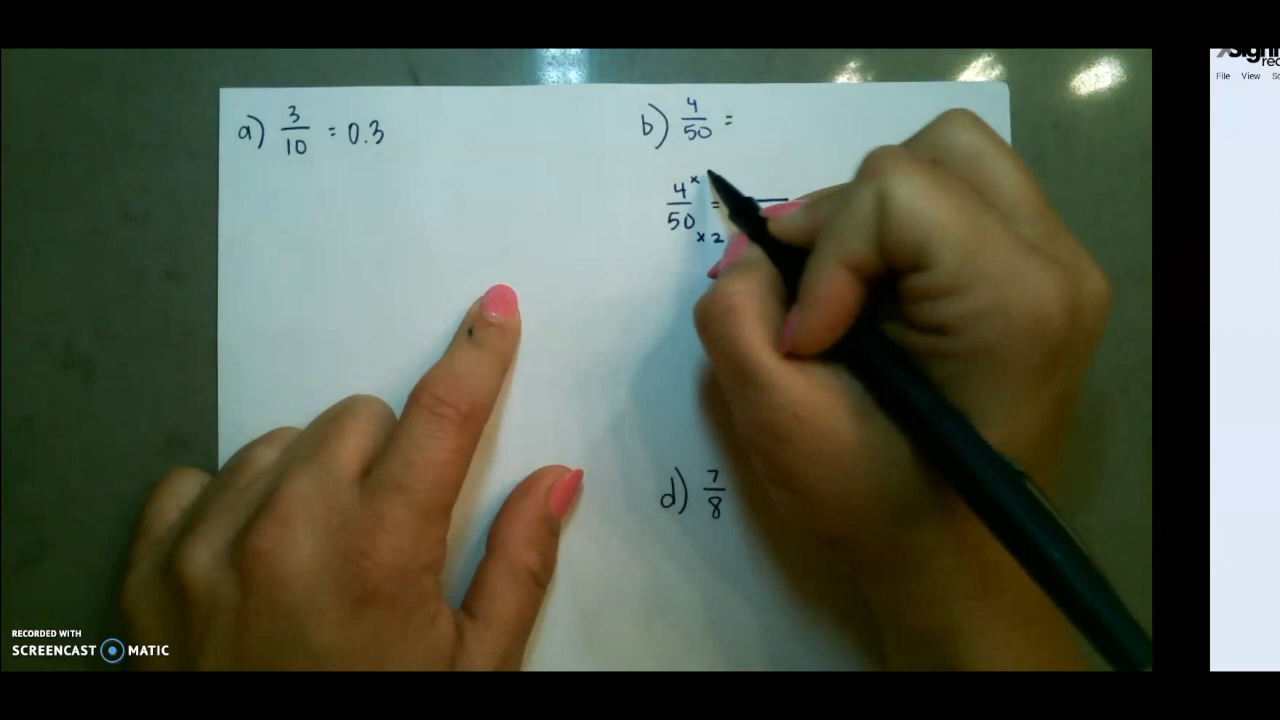 a) 3/10 = 0.3
b) 4/50 =
4 ×
50 × 2 =
d) 7/8
RECORDED WITH
SCREENCAST MATIC
File View